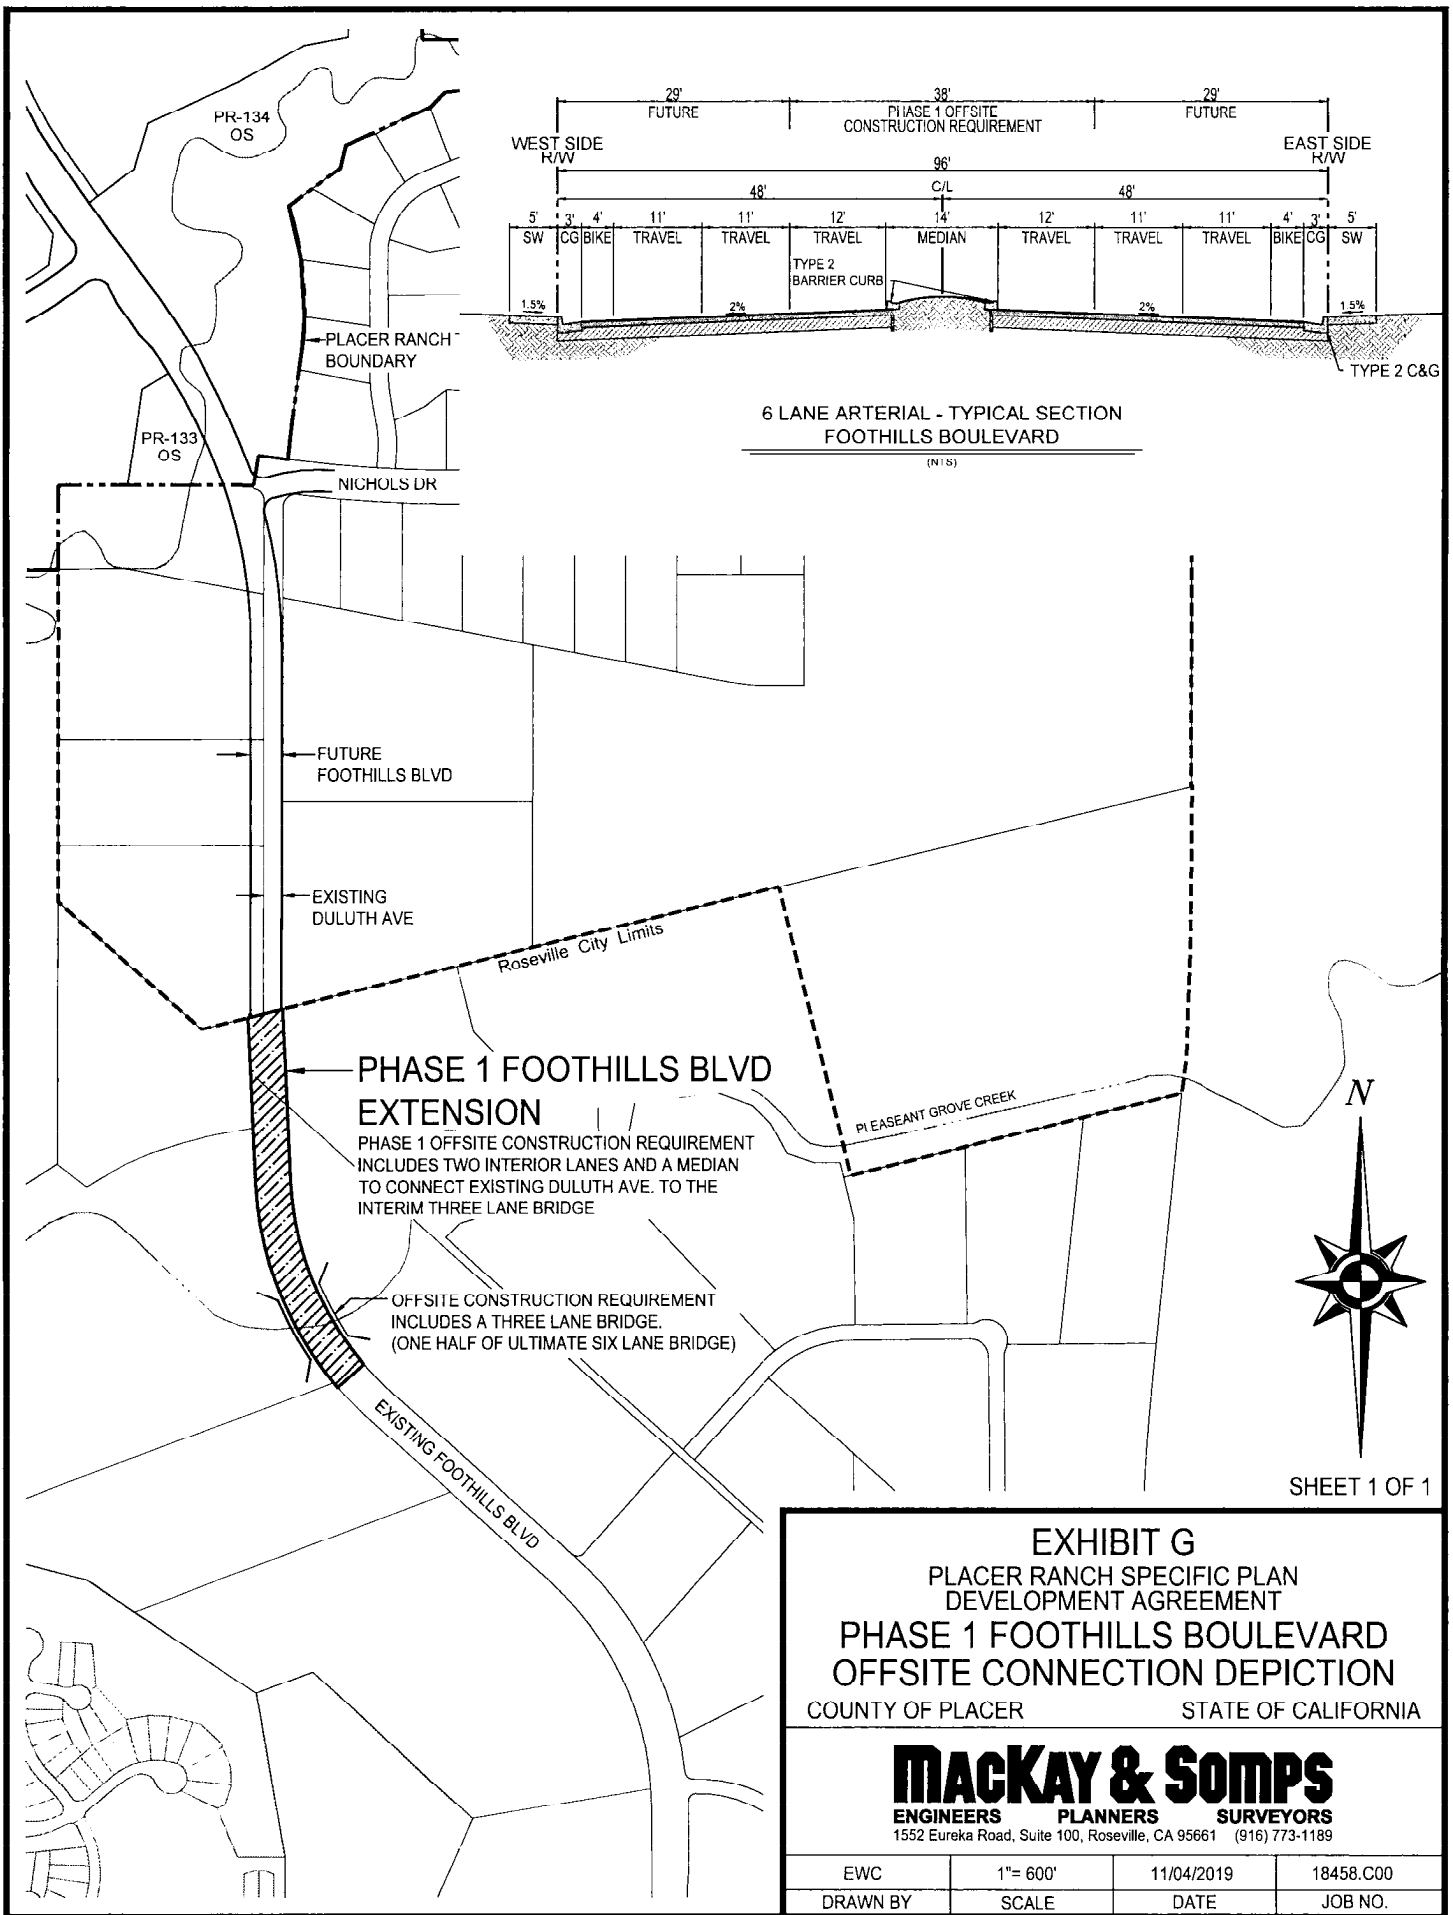 PR-134
OS
29'
FUTURE
38'
PHASE 1 OFFSITE
CONSTRUCTION REQUIREMENT
29'
FUTURE
WEST SIDE
R/W
EAST SIDE
R/W
96'
48'
C/L
48'
5' 3' 4' 11' 11' 12' 14' 12' 11' 11' 4' 3' 5'
SW CG BIKE TRAVEL TRAVEL TRAVEL MEDIAN TRAVEL TRAVEL TRAVEL BIKE CG SW
TYPE 2
BARRIER CURB
1.5% 2% 2% 1.5%
TYPE 2 C&G
6 LANE ARTERIAL - TYPICAL SECTION
FOOTHILLS BOULEVARD
(NTS)
PLACER RANCH
BOUNDARY
PR-133
OS
NICHOLS DR
FUTURE
FOOTHILLS BLVD
EXISTING
DULUTH AVE
Roseville City Limits
PHASE 1 FOOTHILLS BLVD
EXTENSION
PHASE 1 OFFSITE CONSTRUCTION REQUIREMENT
INCLUDES TWO INTERIOR LANES AND A MEDIAN
TO CONNECT EXISTING DULUTH AVE. TO THE
INTERIM THREE LANE BRIDGE
PLEASEANT GROVE CREEK
N
OFFSITE CONSTRUCTION REQUIREMENT
INCLUDES A THREE LANE BRIDGE.
(ONE HALF OF ULTIMATE SIX LANE BRIDGE)
EXISTING FOOTHILLS BLVD
SHEET 1 OF 1
EXHIBIT G
PLACER RANCH SPECIFIC PLAN
DEVELOPMENT AGREEMENT
PHASE 1 FOOTHILLS BOULEVARD
OFFSITE CONNECTION DEPICTION
COUNTY OF PLACER STATE OF CALIFORNIA
MACKAY & SOMPS
ENGINEERS PLANNERS SURVEYORS
1552 Eureka Road, Suite 100, Roseville, CA 95661 (916) 773-1189
EWC 1"= 600' 11/04/2019 18458.C00
DRAWN BY SCALE DATE JOB NO.